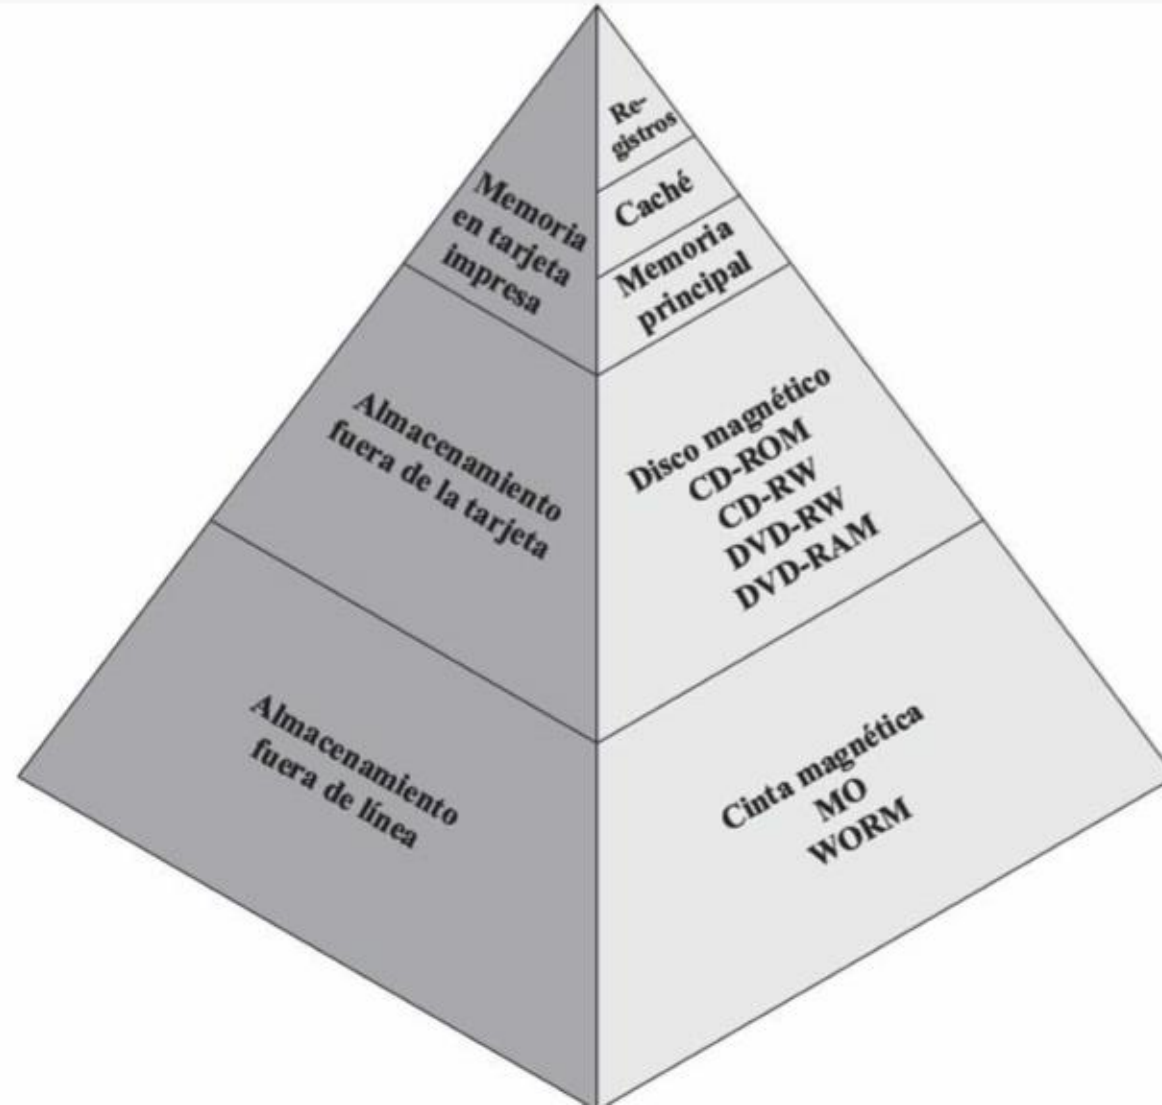 Re-
gistros
Caché
Memoria
principal
Memoria
en tarjeta
impresa
Disco magnético
CD-ROM
CD-RW
DVD-RW
DVD-RAM
Almacenamiento
fuera de la tarjeta
Cinta magnética
MO
WORM
Almacenamiento
fuera de línea